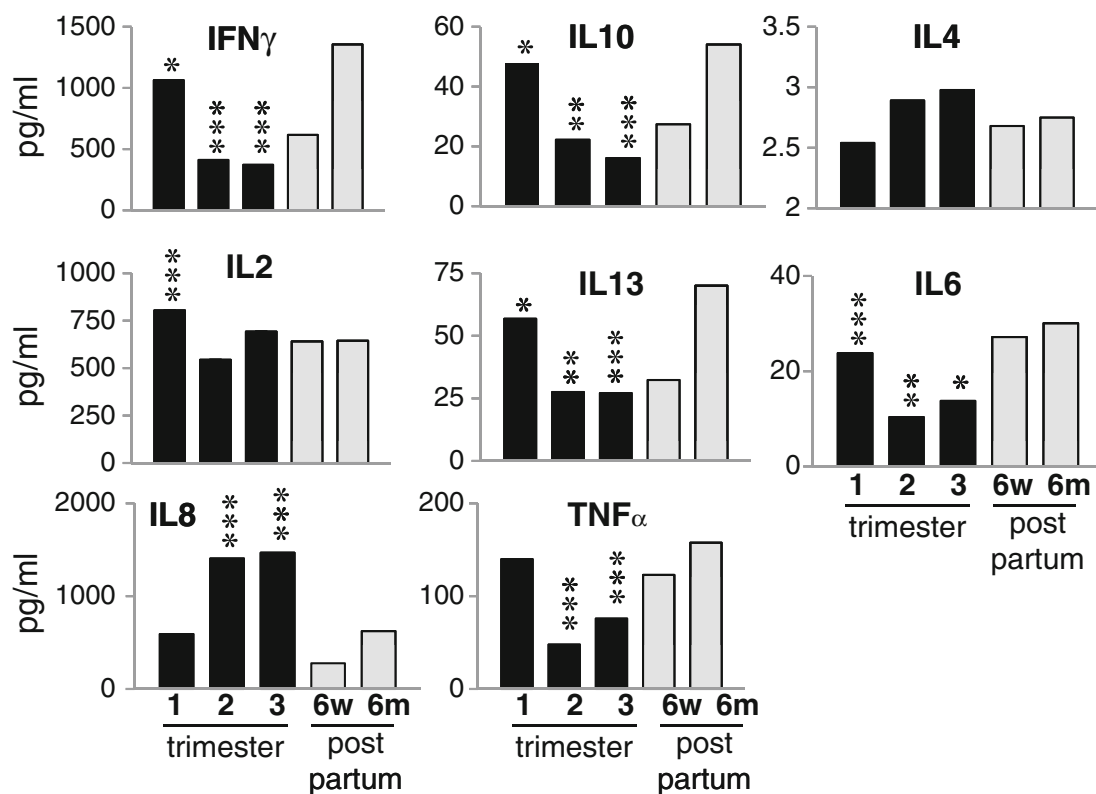 IFNγ
pg/ml
1500
1000
500
0
*
***
***
IL10
60
40
20
0
*
**
***
IL4
3.5
3
2.5
2
IL2
pg/ml
1000
750
500
250
0
***
IL13
75
50
25
0
*
**
***
IL6
40
20
0
***
**
*
1 2 3 6w 6m
trimester
post
partum
IL8
pg/ml
2000
1000
0
***
***
1 2 3 6w 6m
trimester
post
partum
TNFα
200
100
0
***
***
1 2 3 6w 6m
trimester
post
partum